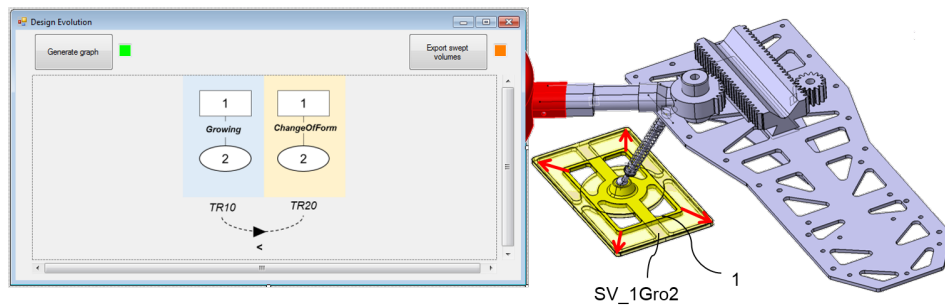 Design Evolution
Generate graph
Export swept
volumes
1
1
Growing
ChangeOfForm
2
2
TR10
TR20
<
1
SV_1Gro2